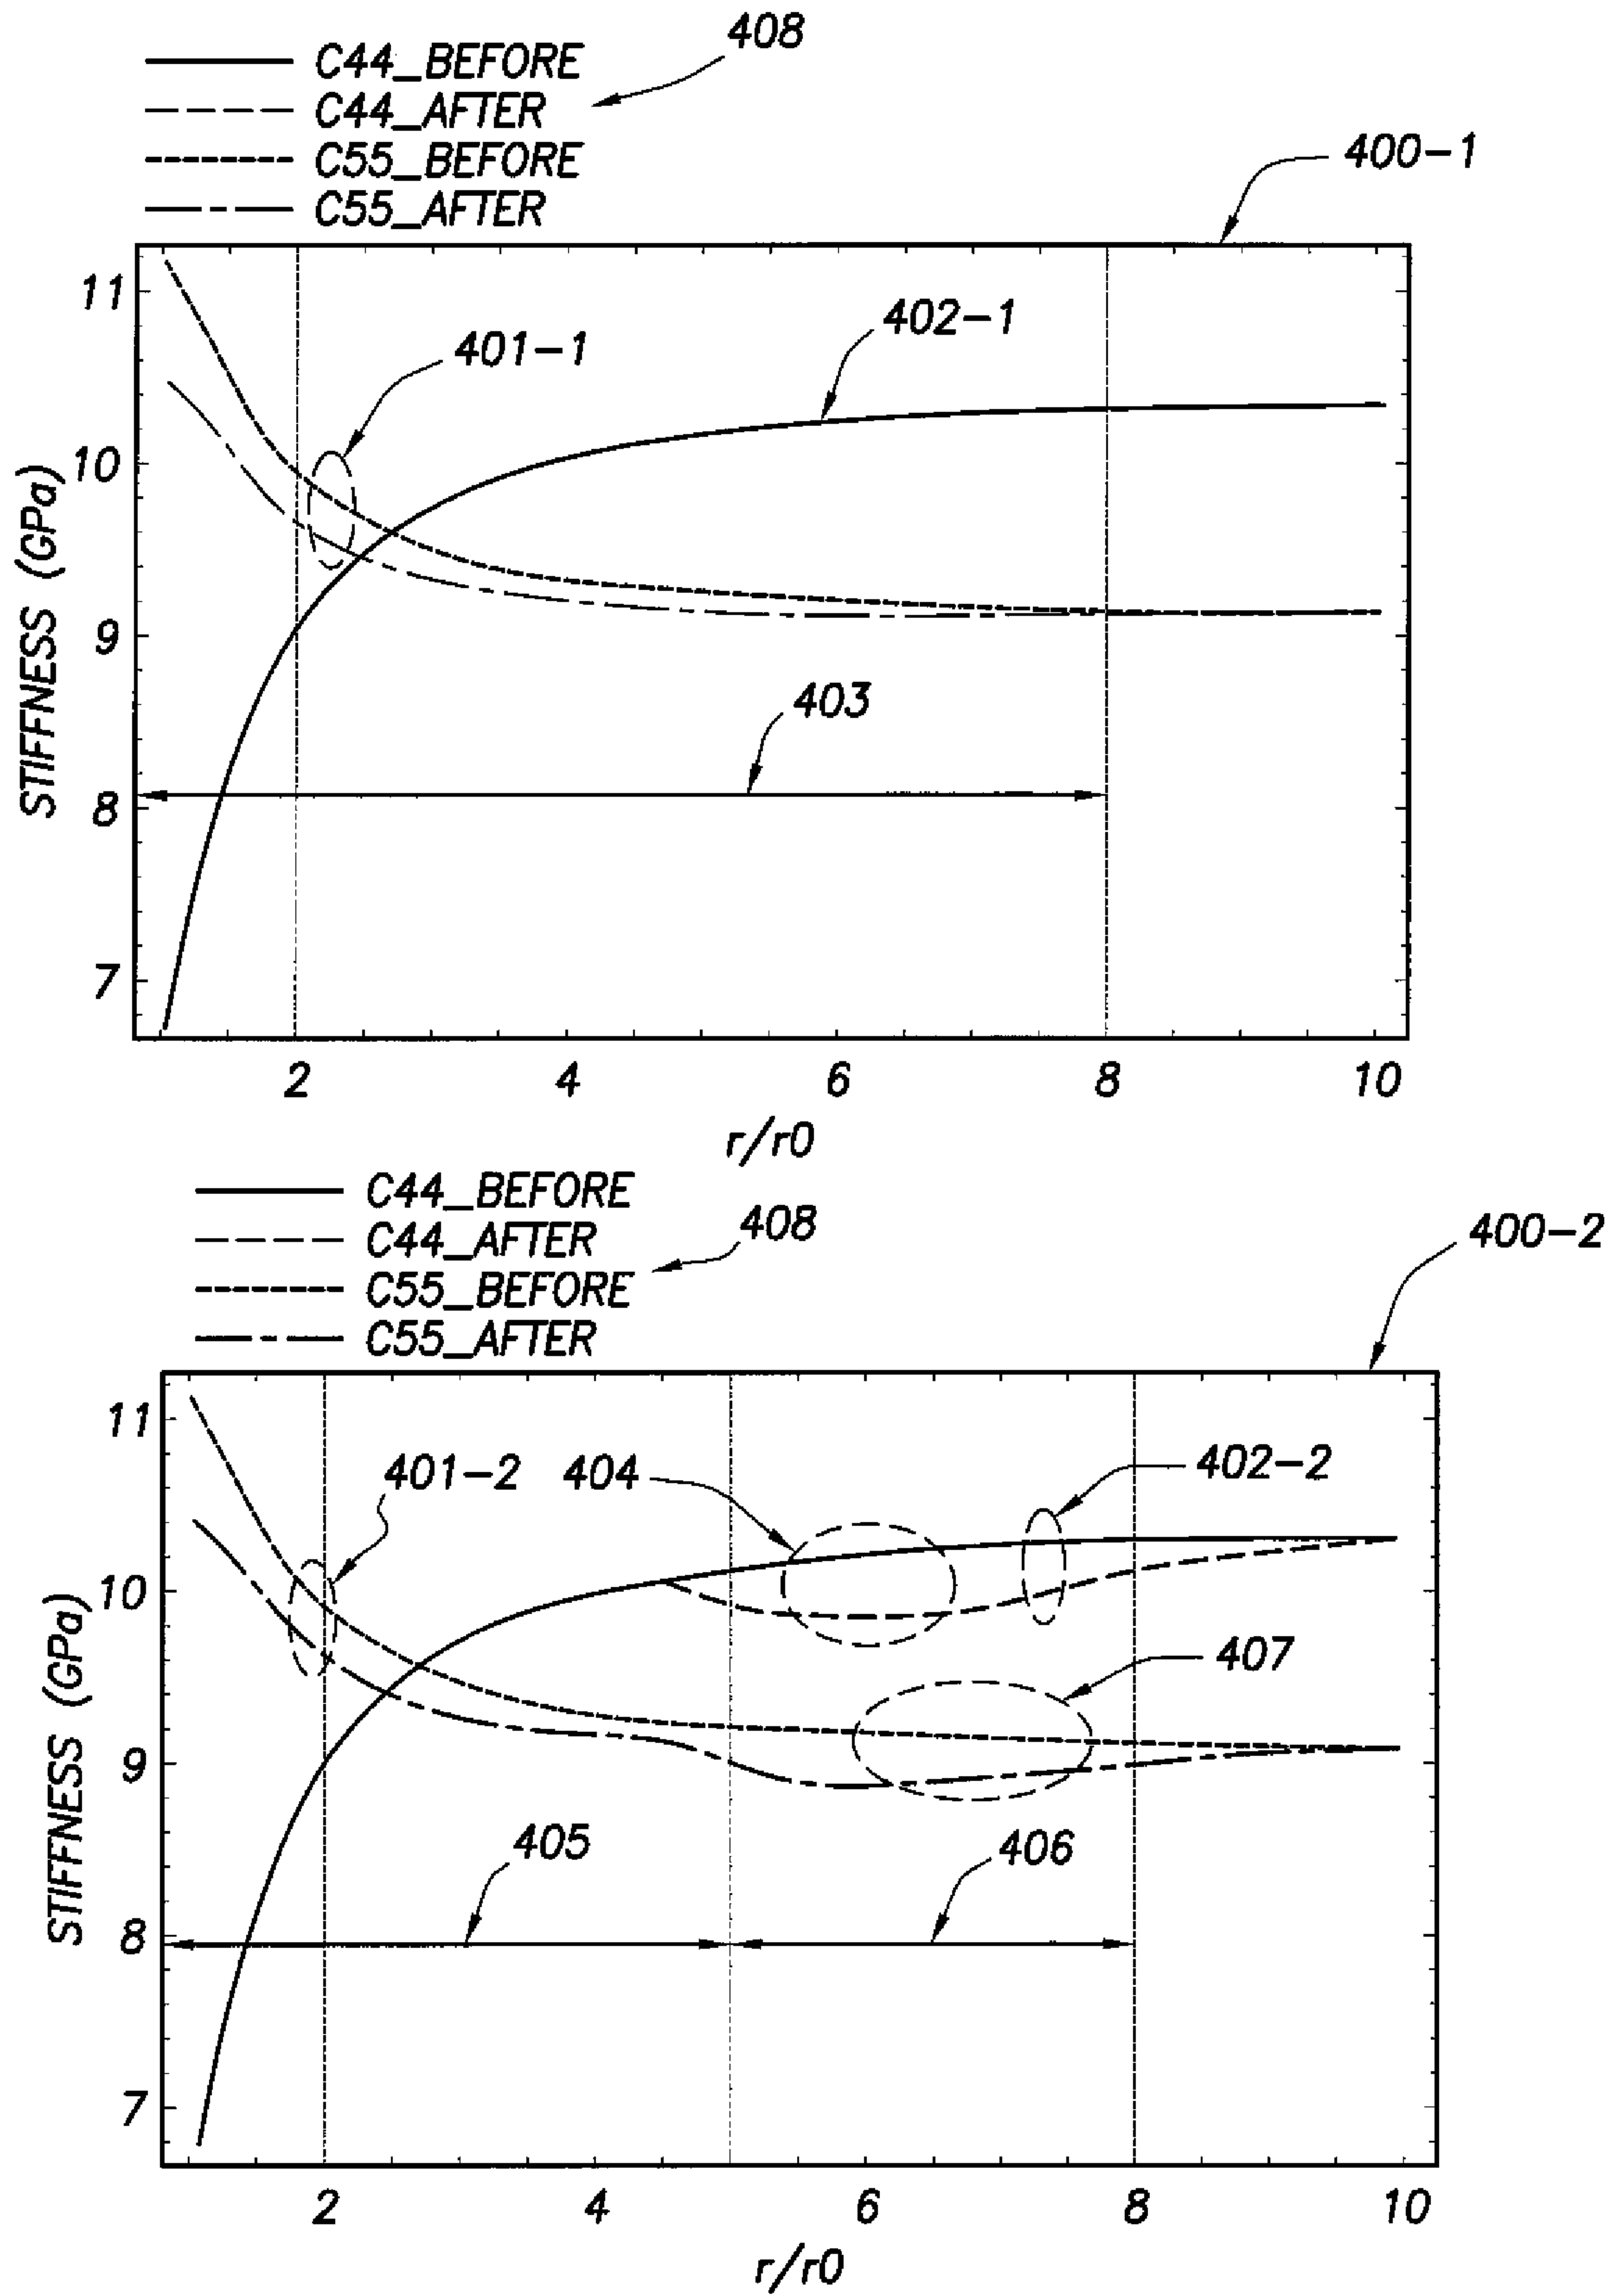 408
C44_BEFORE
C44_AFTER
C55_BEFORE
C55_AFTER
400-1
11
10
9
8
7
STIFFNESS (GPa)
401-1
402-1
403
2 4 6 8 10
r/r0
C44_BEFORE
C44_AFTER
C55_BEFORE
C55_AFTER
408
400-2
11
10
9
8
7
STIFFNESS (GPa)
401-2 404 402-2
407
405 406
2 4 6 8 10
r/r0